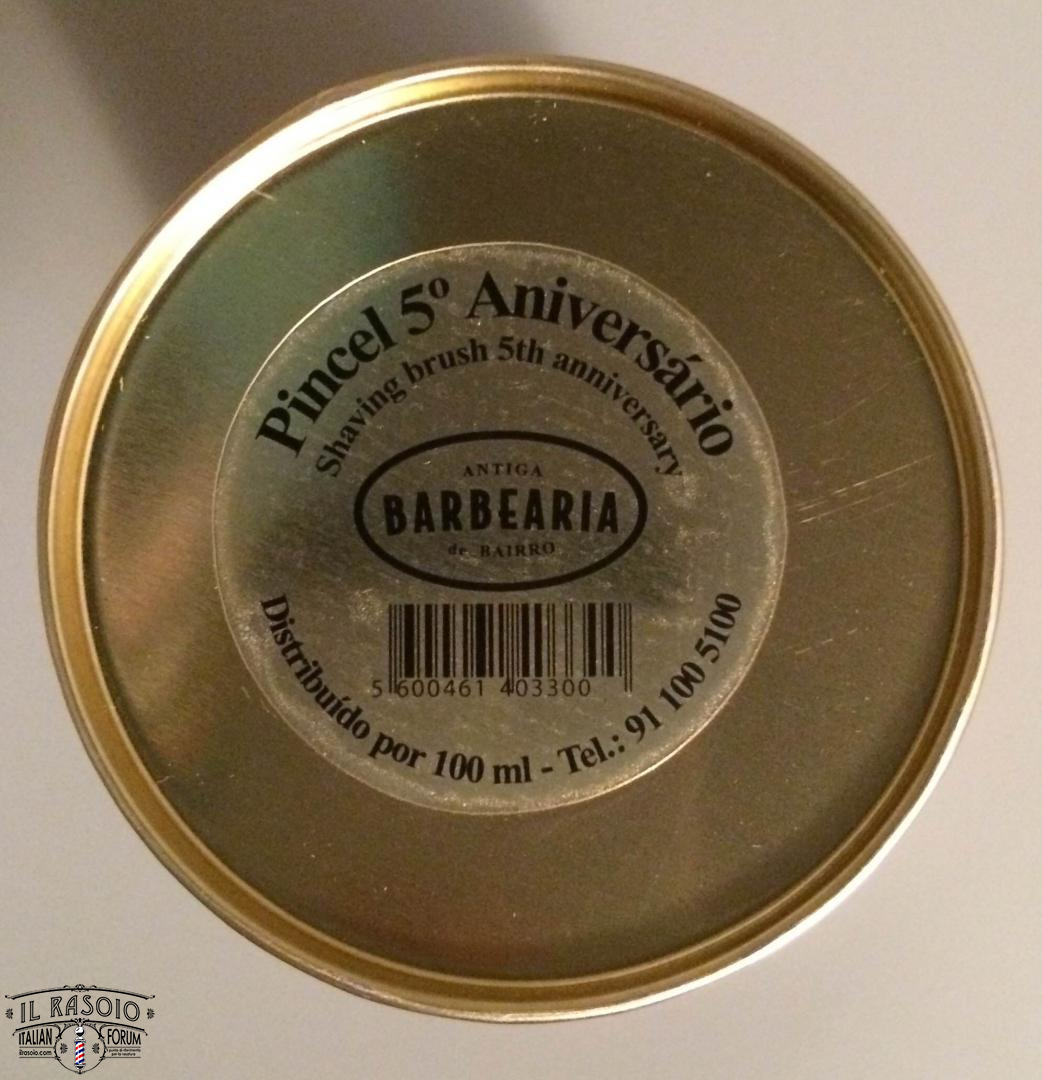 Pincel 5º Aniversário
Shaving brush 5th anniversary
ANTIGA
BARBEARIA
de BAIRRO
5 600461 403300
Distribuído por 100 ml - Tel.: 91 100 5100
IL RASOIO
ITALIAN FORUM
ilrasoio.com